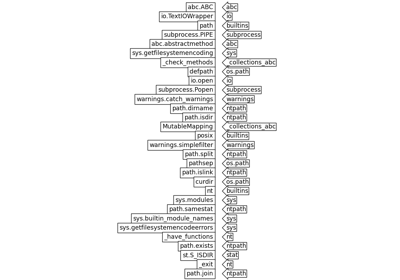 abc.ABC abc
io.TextIOWrapper io
path builtins
subprocess.PIPE subprocess
abc.abstractmethod abc
sys.getfilesystemencoding sys
_check_methods _collections_abc
defpath os.path
io.open io
subprocess.Popen subprocess
warnings.catch_warnings warnings
path.dirname ntpath
path.isdir ntpath
MutableMapping _collections_abc
posix builtins
warnings.simplefilter warnings
path.split ntpath
pathsep os.path
path.islink ntpath
curdir os.path
nt builtins
sys.modules sys
path.samestat ntpath
sys.builtin_module_names sys
sys.getfilesystemencodeerrors sys
_have_functions nt
path.exists ntpath
st.S_ISDIR stat
_exit nt
path.join ntpath